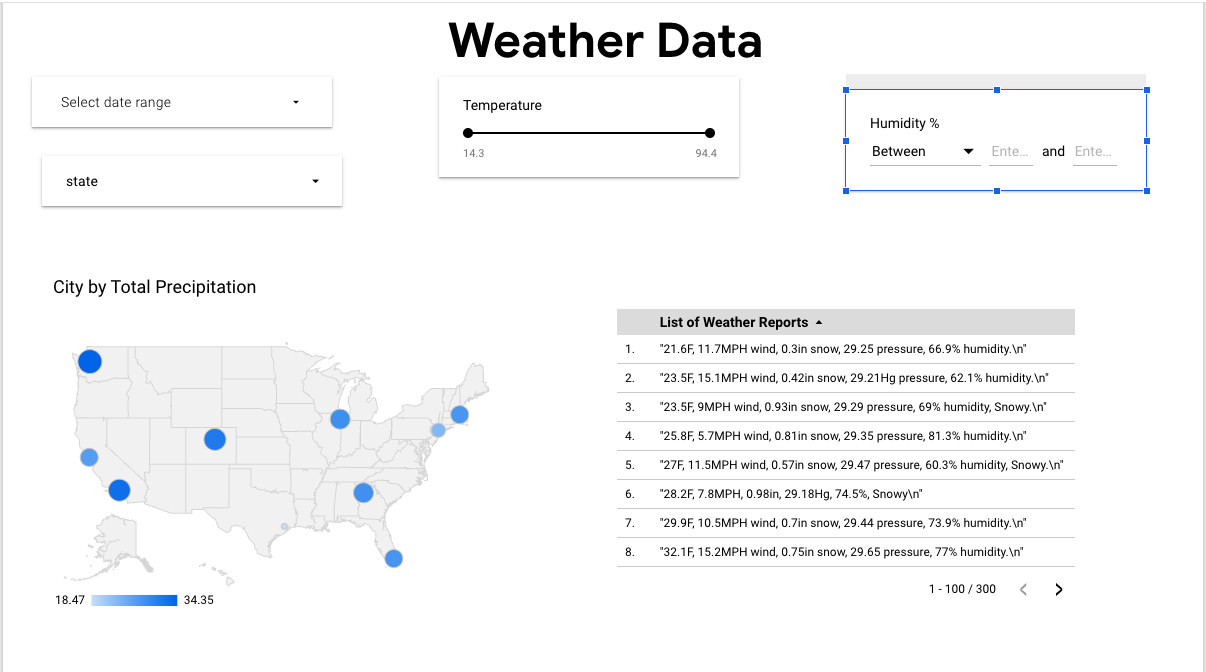 Weather Data
Select date range
Temperature
14.3 94.4
Humidity %
Between Ente... and Ente...
state
City by Total Precipitation
18.47 34.35
List of Weather Reports
1. "21.6F, 11.7MPH wind, 0.3in snow, 29.25 pressure, 66.9% humidity.\n"
2. "23.5F, 15.1MPH wind, 0.42in snow, 29.21Hg pressure, 62.1% humidity.\n"
3. "23.5F, 9MPH wind, 0.93in snow, 29.29 pressure, 69% humidity, Snowy.\n"
4. "25.8F, 5.7MPH wind, 0.81in snow, 29.35 pressure, 81.3% humidity.\n"
5. "27F, 11.5MPH wind, 0.57in snow, 29.47 pressure, 60.3% humidity, Snowy.\n"
6. "28.2F, 7.8MPH, 0.98in, 29.18Hg, 74.5%, Snowy\n"
7. "29.9F, 10.5MPH wind, 0.7in snow, 29.44 pressure, 73.9% humidity.\n"
8. "32.1F, 15.2MPH wind, 0.75in snow, 29.65 pressure, 77% humidity.\n"
1 - 100 / 300